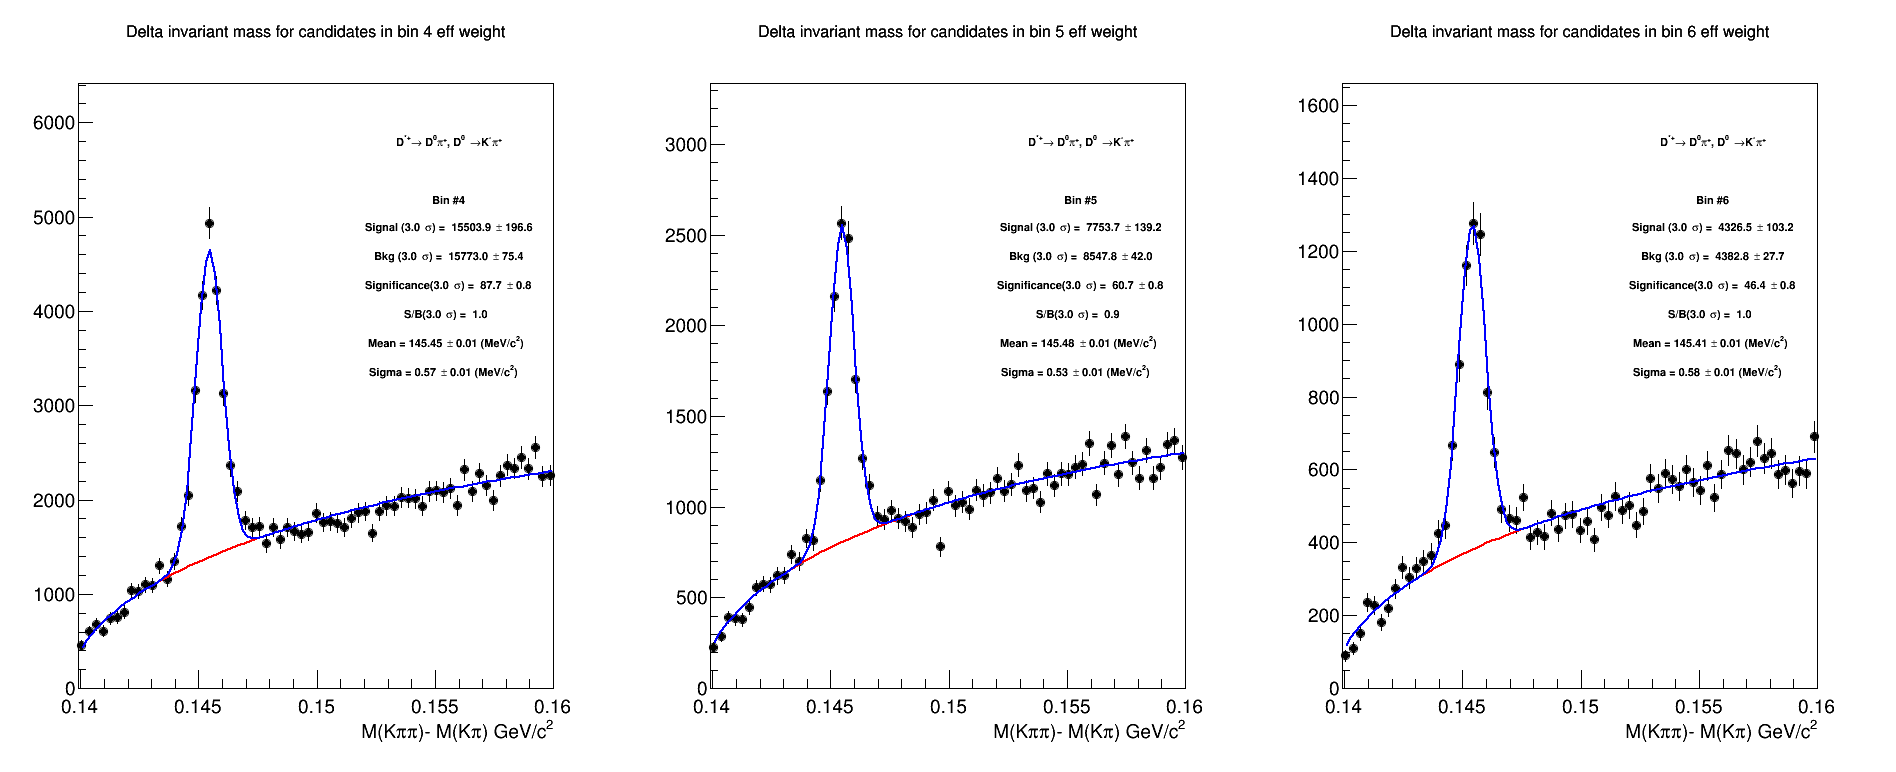 Delta invariant mass for candidates in bin 4 eff weight
6000
5000
4000
3000
2000
1000
0
D*+→ D0π+, D0 →K-π+
Bin #4
Signal (3.0 σ) = 15503.9 ± 196.6
Bkg (3.0 σ) = 15773.0 ± 75.4
Significance(3.0 σ) = 87.7 ± 0.8
S/B(3.0 σ) = 1.0
Mean = 145.45 ± 0.01 (MeV/c2)
Sigma = 0.57 ± 0.01 (MeV/c2)
0.14 0.145 0.15 0.155 0.16
M(Kππ)- M(Kπ) GeV/c2
Delta invariant mass for candidates in bin 5 eff weight
3000
2500
2000
1500
1000
500
0
D*+→ D0π+, D0 →K-π+
Bin #5
Signal (3.0 σ) = 7753.7 ± 139.2
Bkg (3.0 σ) = 8547.8 ± 42.0
Significance(3.0 σ) = 60.7 ± 0.8
S/B(3.0 σ) = 0.9
Mean = 145.48 ± 0.01 (MeV/c2)
Sigma = 0.53 ± 0.01 (MeV/c2)
0.14 0.145 0.15 0.155 0.16
M(Kππ)- M(Kπ) GeV/c2
Delta invariant mass for candidates in bin 6 eff weight
1600
1400
1200
1000
800
600
400
200
0
D*+→ D0π+, D0 →K-π+
Bin #6
Signal (3.0 σ) = 4326.5 ± 103.2
Bkg (3.0 σ) = 4382.8 ± 27.7
Significance(3.0 σ) = 46.4 ± 0.8
S/B(3.0 σ) = 1.0
Mean = 145.41 ± 0.01 (MeV/c2)
Sigma = 0.58 ± 0.01 (MeV/c2)
0.14 0.145 0.15 0.155 0.16
M(Kππ)- M(Kπ) GeV/c2